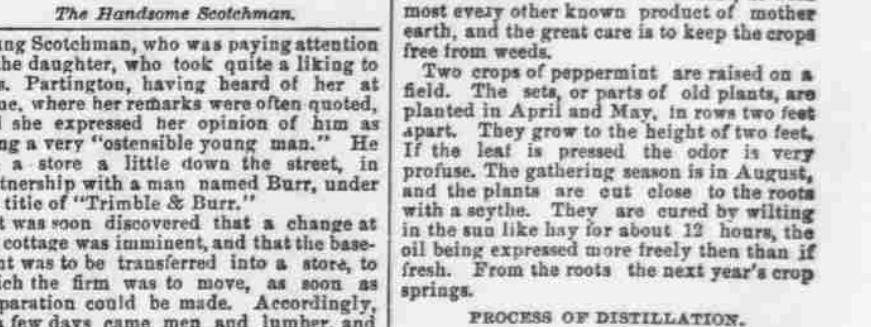 The Handsome Scotchman.
ng Scotchman, who was paying attention
he daughter, who took quite a liking to
s. Partington, having heard of her at
e, where her remarks were often quoted,
she expressed her opinion of him as
ng a very "ostensible young man." He
a store a little down the street, in
tnership with a man named Burr, under
title of "Trimble & Burr."
t was soon discovered that a change at
cottage was imminent, and that the base-
nt was to be transferred into a store, to
ich the firm was to move, as soon as
paration could be made. Accordingly,
a few days came men and lumber, and
most every other known product of mother
earth, and the great care is to keep the crops
free from weeds.
Two crops of peppermint are raised on a
field. The sets, or parts of old plants, are
planted in April and May, in rows two feet
apart. They grow to the height of two feet.
If the leaf is pressed the odor is very
profuse. The gathering season is in August,
and the plants are cut close to the roots
with a scythe. They are cured by wilting
in the sun like hay for about 12 hours, the
oil being expressed more freely then than if
fresh. From the roots the next year's crop
springs.
PROCESS OF DISTILLATION.